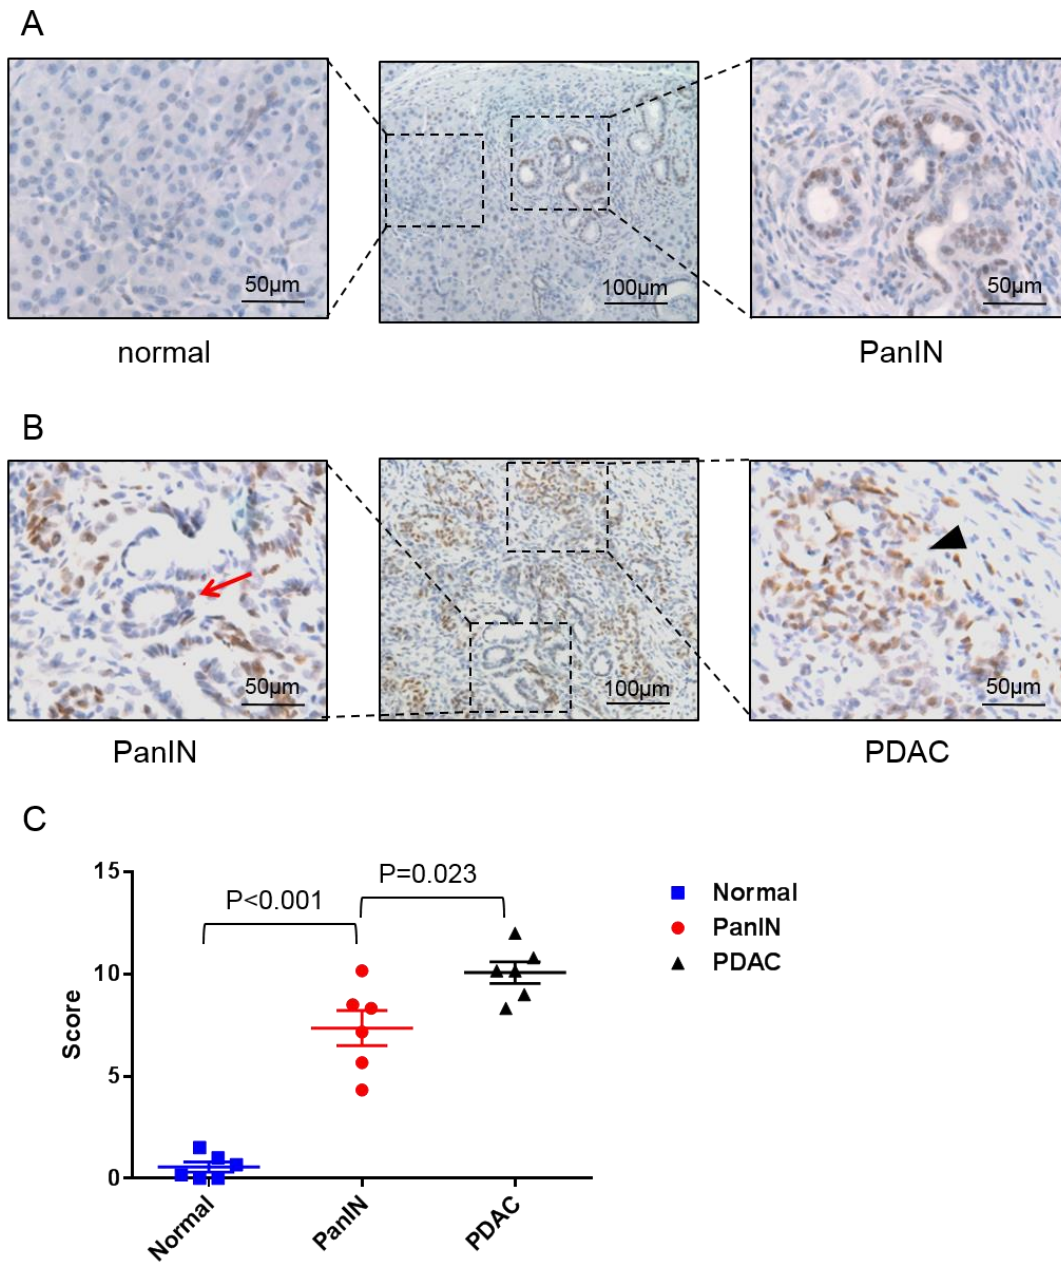 A
50µm
100µm
50µm
normal
PanIN
B
50µm
100µm
50µm
PanIN
PDAC
C
15
P=0.023
P<0.001
Normal
PanIN
PDAC
10
Score
5
0
Normal
PanIN
PDAC